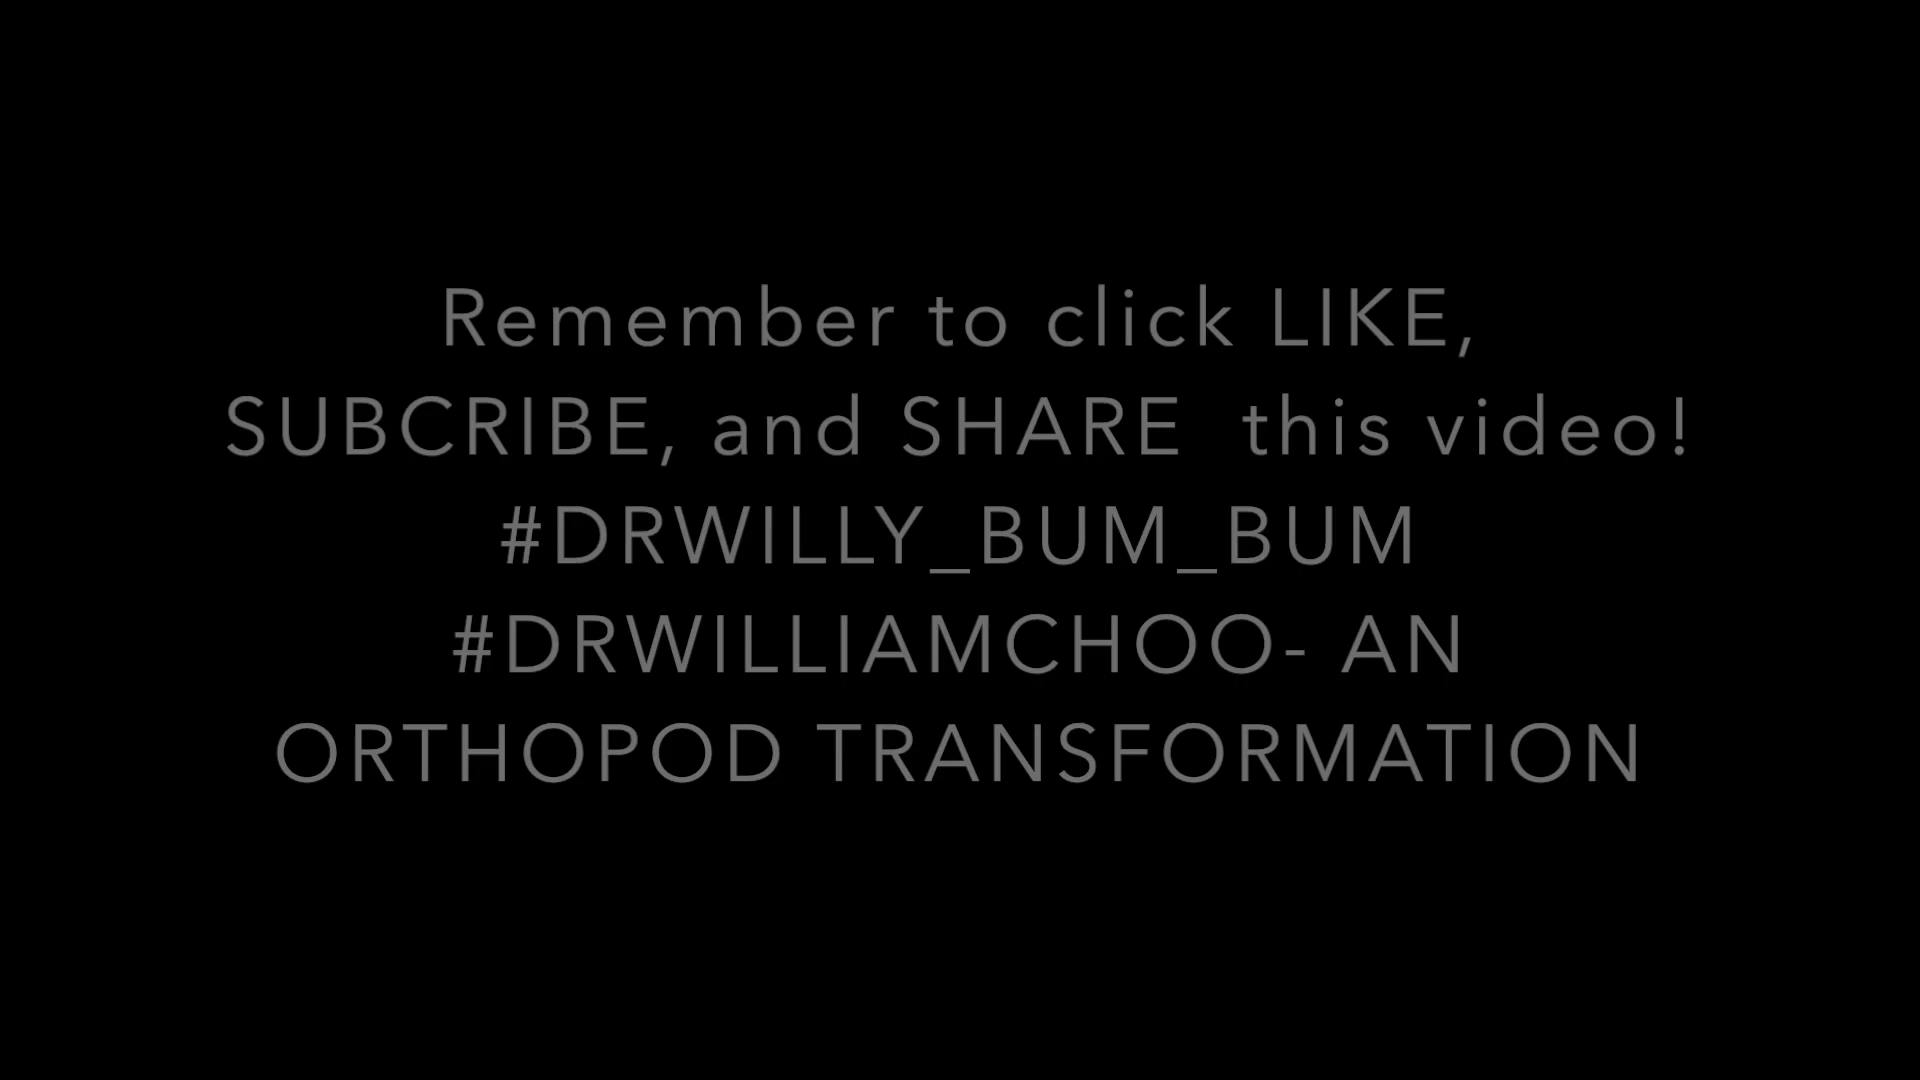 Remember to click LIKE,
SUBCRIBE, and SHARE  this video!
#DRWILLY_BUM_BUM
#DRWILLIAMCHOO- AN
ORTHOPOD TRANSFORMATION